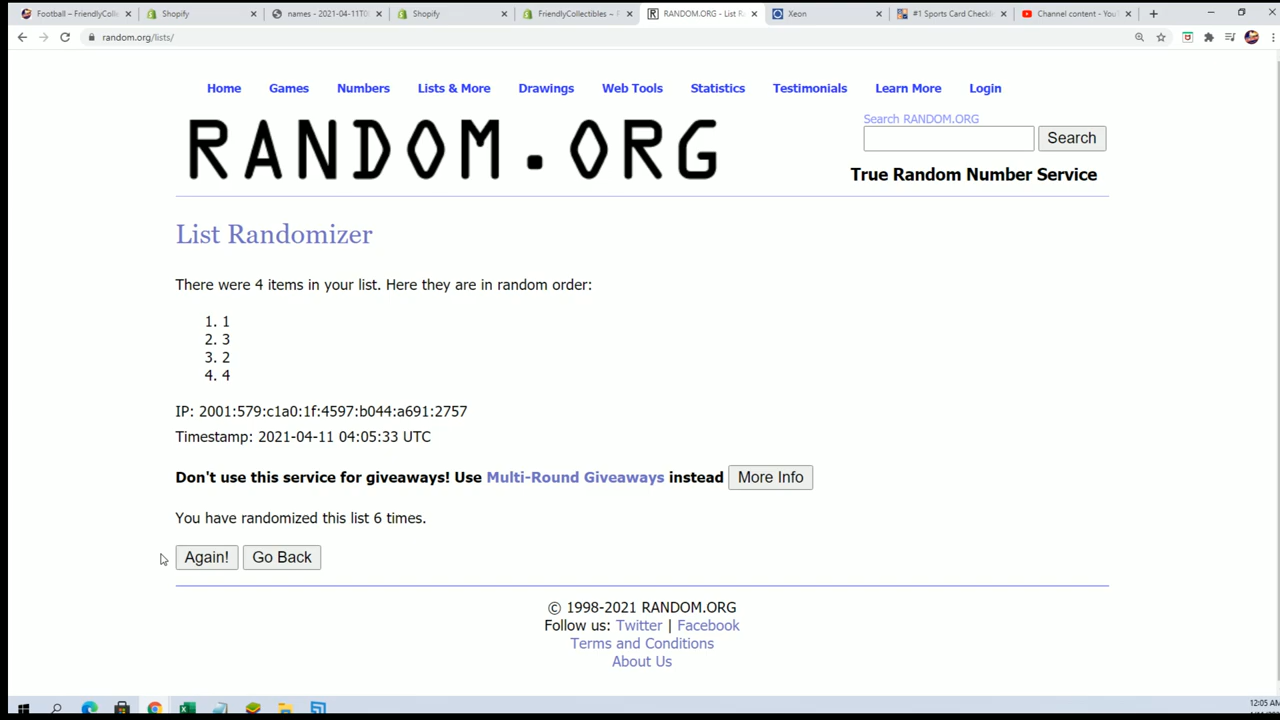 Football – FriendlyColle
Shopify
names - 2021-04-11T0
Shopify
FriendlyCollectibles ~ P
RANDOM.ORG - List R
Xeon
#1 Sports Card Checkli
Channel content - You
random.org/lists/
Home Games Numbers Lists & More Drawings Web Tools Statistics Testimonials Learn More Login
RANDOM.ORG
Search RANDOM.ORG
Search
True Random Number Service
List Randomizer
There were 4 items in your list. Here they are in random order:
1. 1
2. 3
3. 2
4. 4
IP: 2001:579:c1a0:1f:4597:b044:a691:2757
Timestamp: 2021-04-11 04:05:33 UTC
Don't use this service for giveaways! Use Multi-Round Giveaways instead More Info
You have randomized this list 6 times.
Again! Go Back
© 1998-2021 RANDOM.ORG
Follow us: Twitter | Facebook
Terms and Conditions
About Us
12:05 AM